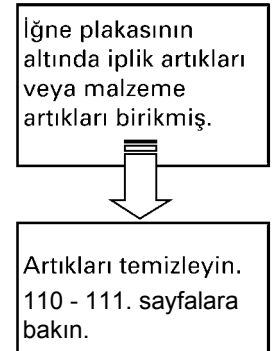 İğne plakasının
altında iplik artıkları
veya malzeme
artıkları birikmiş.
Artıkları temizleyin.
110 - 111. sayfalara
bakın.